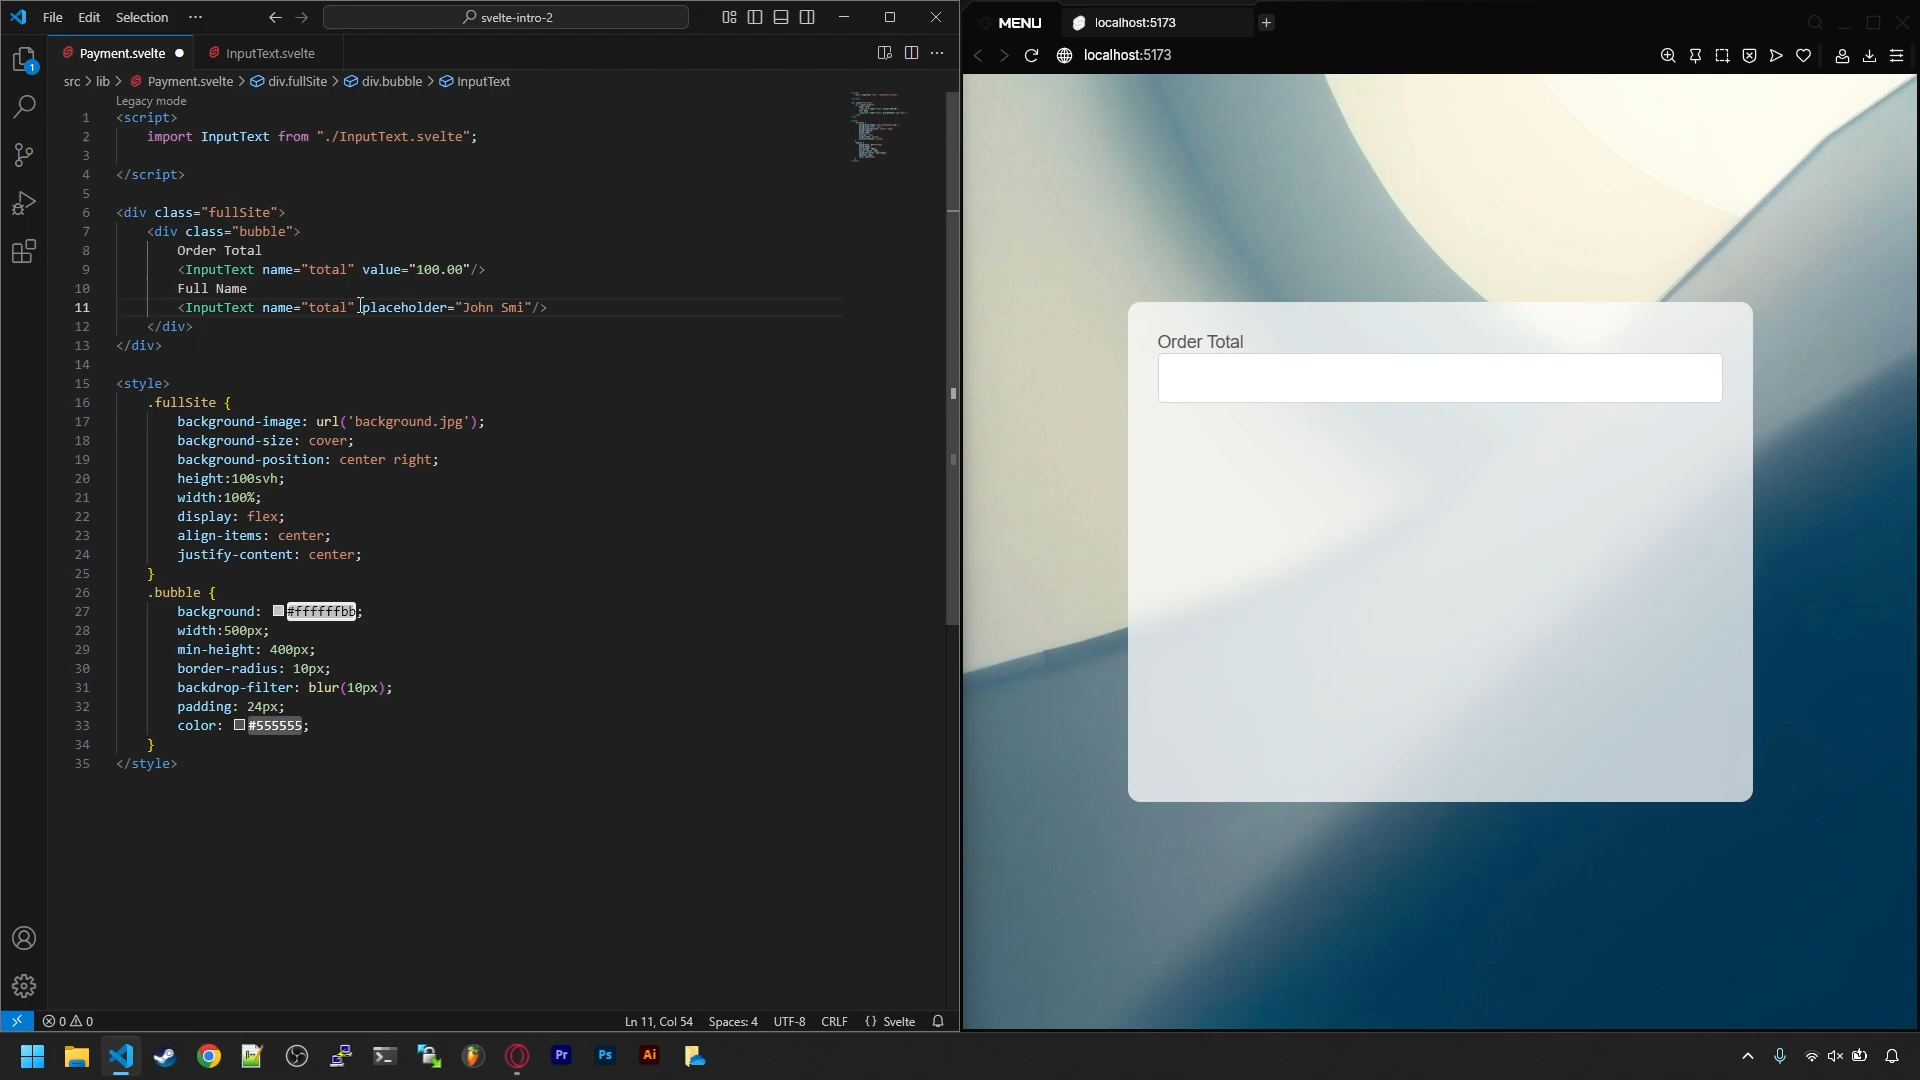 File Edit Selection ···
svelte-intro-2
Payment.svelte
InputText.svelte
src > lib > Payment.svelte > div.fullSite > div.bubble > InputText
Legacy mode
1 <script>
2 import InputText from "./InputText.svelte";
3
4 </script>
5
6 <div class="fullSite">
7 <div class="bubble">
8 Order Total
9 <InputText name="total" value="100.00"/>
10 Full Name
11 <InputText name="total" placeholder="John Smi"/>
12 </div>
13 </div>
14
15 <style>
16 .fullSite {
17 background-image: url('background.jpg');
18 background-size: cover;
19 background-position: center right;
20 height:100svh;
21 width:100%;
22 display: flex;
23 align-items: center;
24 justify-content: center;
25 }
26 .bubble {
27 background: #ffffffbb;
28 width:500px;
29 min-height: 400px;
30 border-radius: 10px;
31 backdrop-filter: blur(10px);
32 padding: 24px;
33 color: #555555;
34 }
35 </style>
1
0 0
Ln 11, Col 54 Spaces: 4 UTF-8 CRLF {} Svelte
MENU
localhost:5173
localhost:5173
Order Total
Pr
Ps
Ai